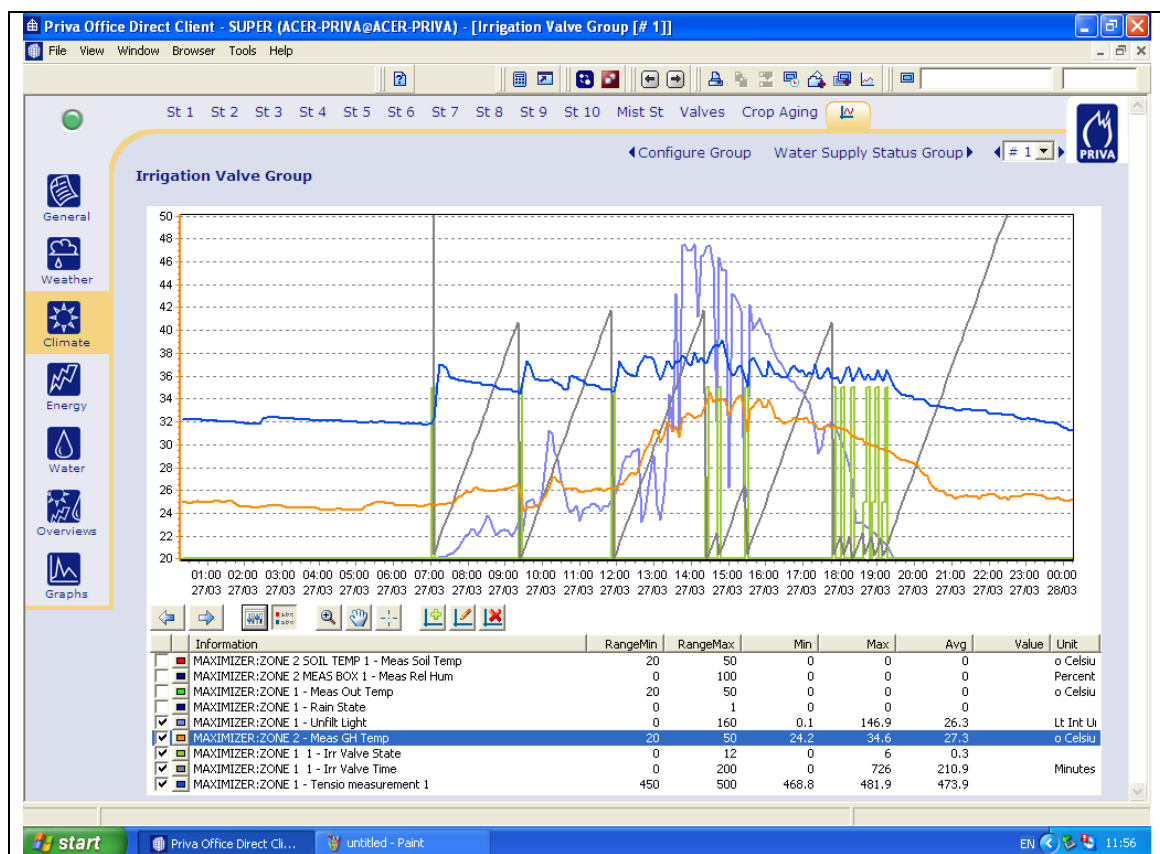 Priva Office Direct Client - SUPER (ACER-PRIVA@ACER-PRIVA) - [Irrigation Valve Group [# 1]]
File View Window Browser Tools Help
St 1 St 2 St 3 St 4 St 5 St 6 St 7 St 8 St 9 St 10 Mist St Valves Crop Aging
Configure Group Water Supply Status Group # 1
PRIVA
Irrigation Valve Group
General
Weather
Climate
Energy
Water
Overviews
Graphs
50
48
46
44
42
40
38
36
34
32
30
28
26
24
22
20
01:00 02:00 03:00 04:00 05:00 06:00 07:00 08:00 09:00 10:00 11:00 12:00 13:00 14:00 15:00 16:00 17:00 18:00 19:00 20:00 21:00 22:00 23:00 00:00
27/03 27/03 27/03 27/03 27/03 27/03 27/03 27/03 27/03 27/03 27/03 27/03 27/03 27/03 27/03 27/03 27/03 27/03 27/03 27/03 27/03 27/03 27/03 28/03
Information RangeMin RangeMax Min Max Avg Value Unit
MAXIMIZER:ZONE 2 SOIL TEMP 1 - Meas Soil Temp 20 50 0 0 0 o Celsiu
MAXIMIZER:ZONE 2 MEAS BOX 1 - Meas Rel Hum 0 100 0 0 0 Percent
MAXIMIZER:ZONE 1 - Meas Out Temp 20 50 0 0 0 o Celsiu
MAXIMIZER:ZONE 1 - Rain State 0 1 0 0 0
MAXIMIZER:ZONE 1 - Unfilt Light 0 160 0.1 146.9 26.3 Lt Int Ui
MAXIMIZER:ZONE 2 - Meas GH Temp 20 50 24.2 34.6 27.3 o Celsiu
MAXIMIZER:ZONE 1 1 - Irr Valve State 0 12 0 6 0.3
MAXIMIZER:ZONE 1 1 - Irr Valve Time 0 200 0 726 210.9 Minutes
MAXIMIZER:ZONE 1 - Tensio measurement 1 450 500 468.8 481.9 473.9
start Priva Office Direct Cli... untitled - Paint EN 11:56